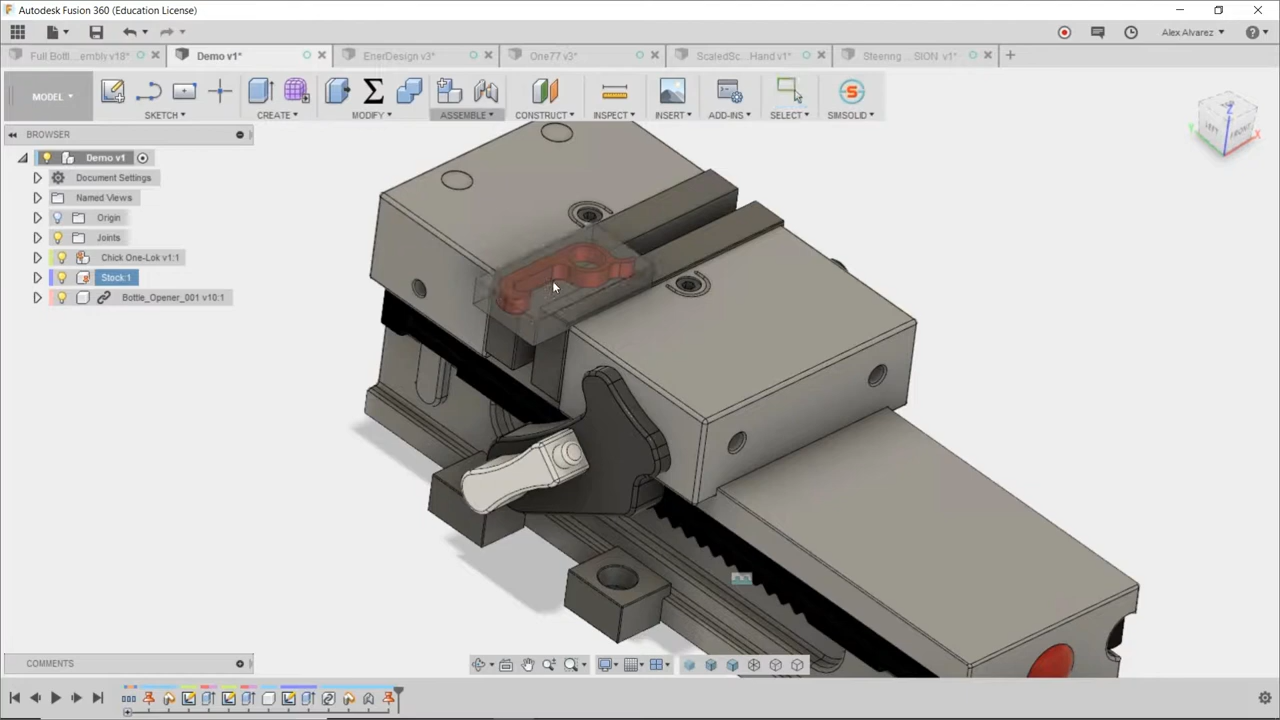 Autodesk Fusion 360 (Education License)
Alex Alvarez
Full Bottl...embly v18*
Demo v1*
EnerDesign v3*
One77 v3*
ScaledSc...Hand v1*
Steering ...SION v1*
MODEL
SKETCH
CREATE
MODIFY
ASSEMBLE
CONSTRUCT
INSPECT
INSERT
ADD-INS
SELECT
SIMSOLID
BROWSER
Demo v1
Document Settings
Named Views
Origin
Joints
Chick One-Lok v1:1
Stock:1
Bottle_Opener_001 v10:1
LEFT
FRONT
Z
Y
X
COMMENTS